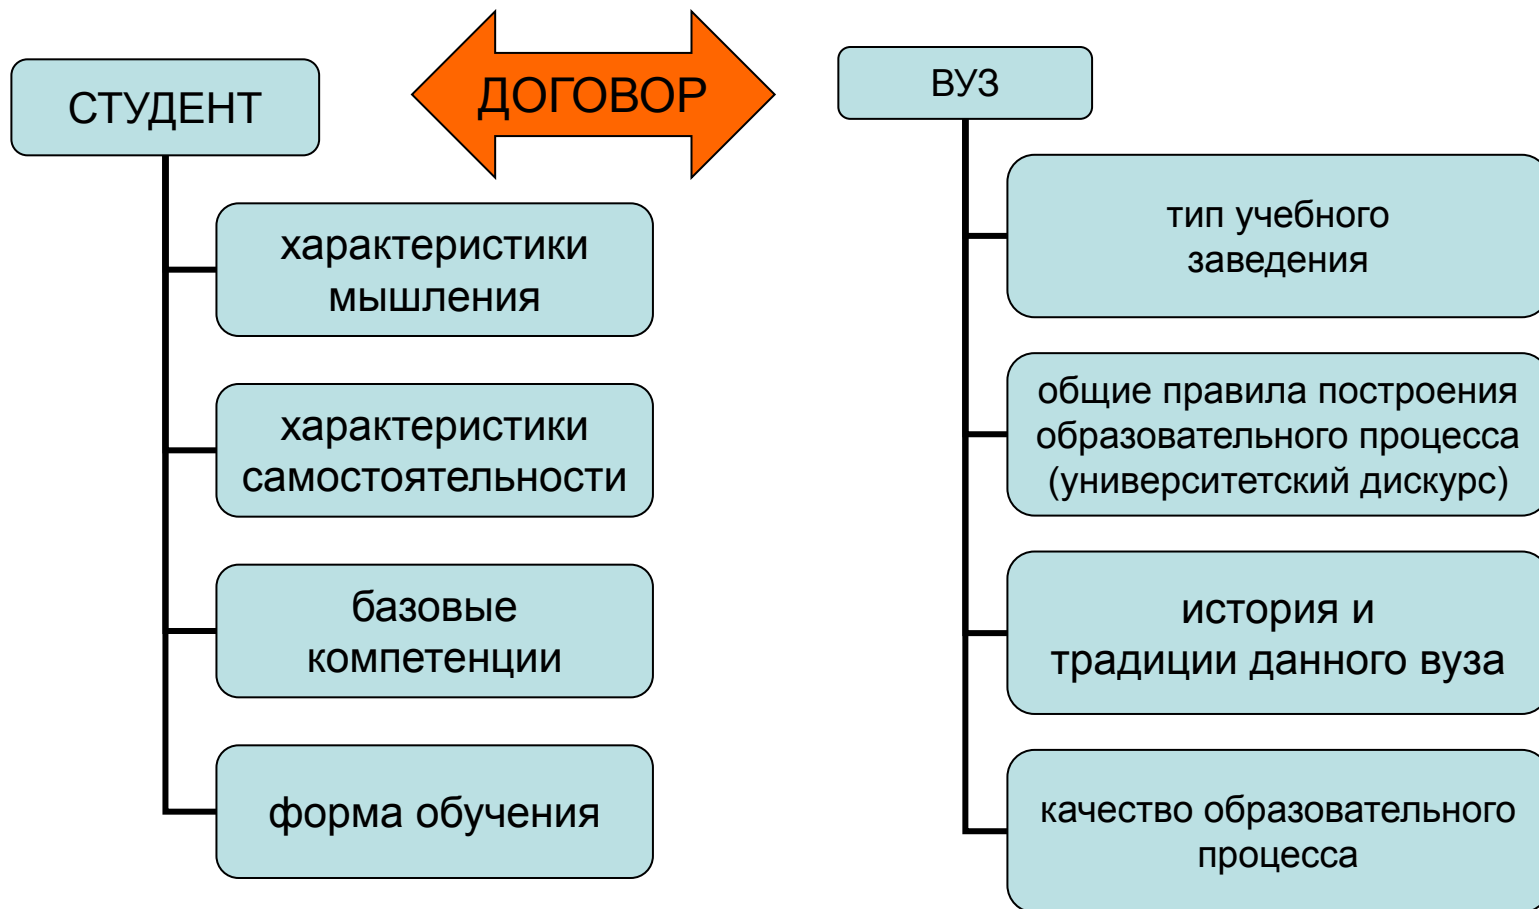 СТУДЕНТ
ДОГОВОР
ВУЗ
характеристики
мышления
характеристики
самостоятельности
базовые
компетенции
форма обучения
тип учебного
заведения
общие правила построения
образовательного процесса
(университетский дискурс)
история и
традиции данного вуза
качество образовательного
процесса